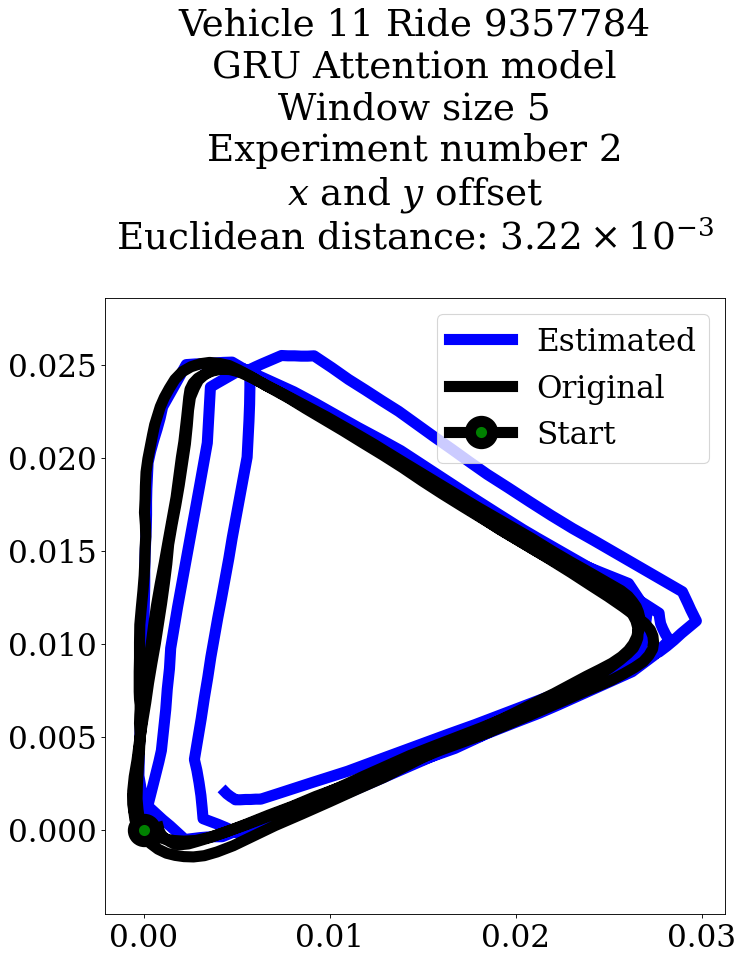 Vehicle 11 Ride 9357784
GRU Attention model
Window size 5
Experiment number 2
x and y offset
Euclidean distance: 3.22 × 10⁻³
Estimated
Original
Start
0.025
0.020
0.015
0.010
0.005
0.000
0.00 0.01 0.02 0.03